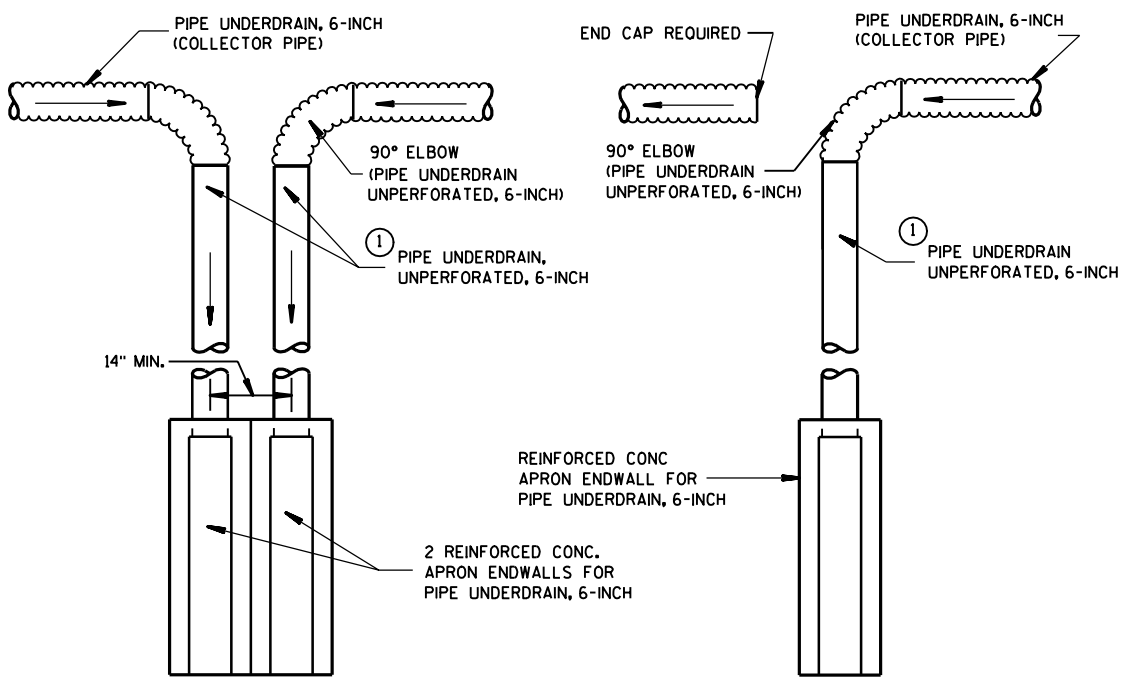 PIPE UNDERDRAIN, 6-INCH
(COLLECTOR PIPE)
90° ELBOW
(PIPE UNDERDRAIN
UNPERFORATED, 6-INCH)
1
PIPE UNDERDRAIN,
UNPERFORATED, 6-INCH
14" MIN.
2 REINFORCED CONC.
APRON ENDWALLS FOR
PIPE UNDERDRAIN, 6-INCH
END CAP REQUIRED
PIPE UNDERDRAIN, 6-INCH
(COLLECTOR PIPE)
90° ELBOW
(PIPE UNDERDRAIN
UNPERFORATED, 6-INCH)
1
PIPE UNDERDRAIN
UNPERFORATED, 6-INCH
REINFORCED CONC
APRON ENDWALL FOR
PIPE UNDERDRAIN, 6-INCH